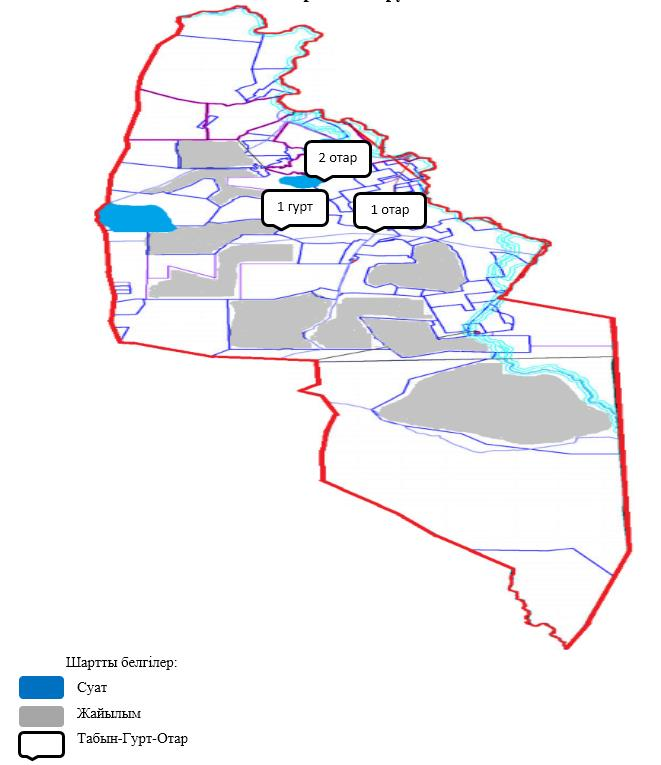 2 отар
1 гурт
1 отар
Шартты белгілер:
Суат
Жайылым
Табын-Гурт-Отар